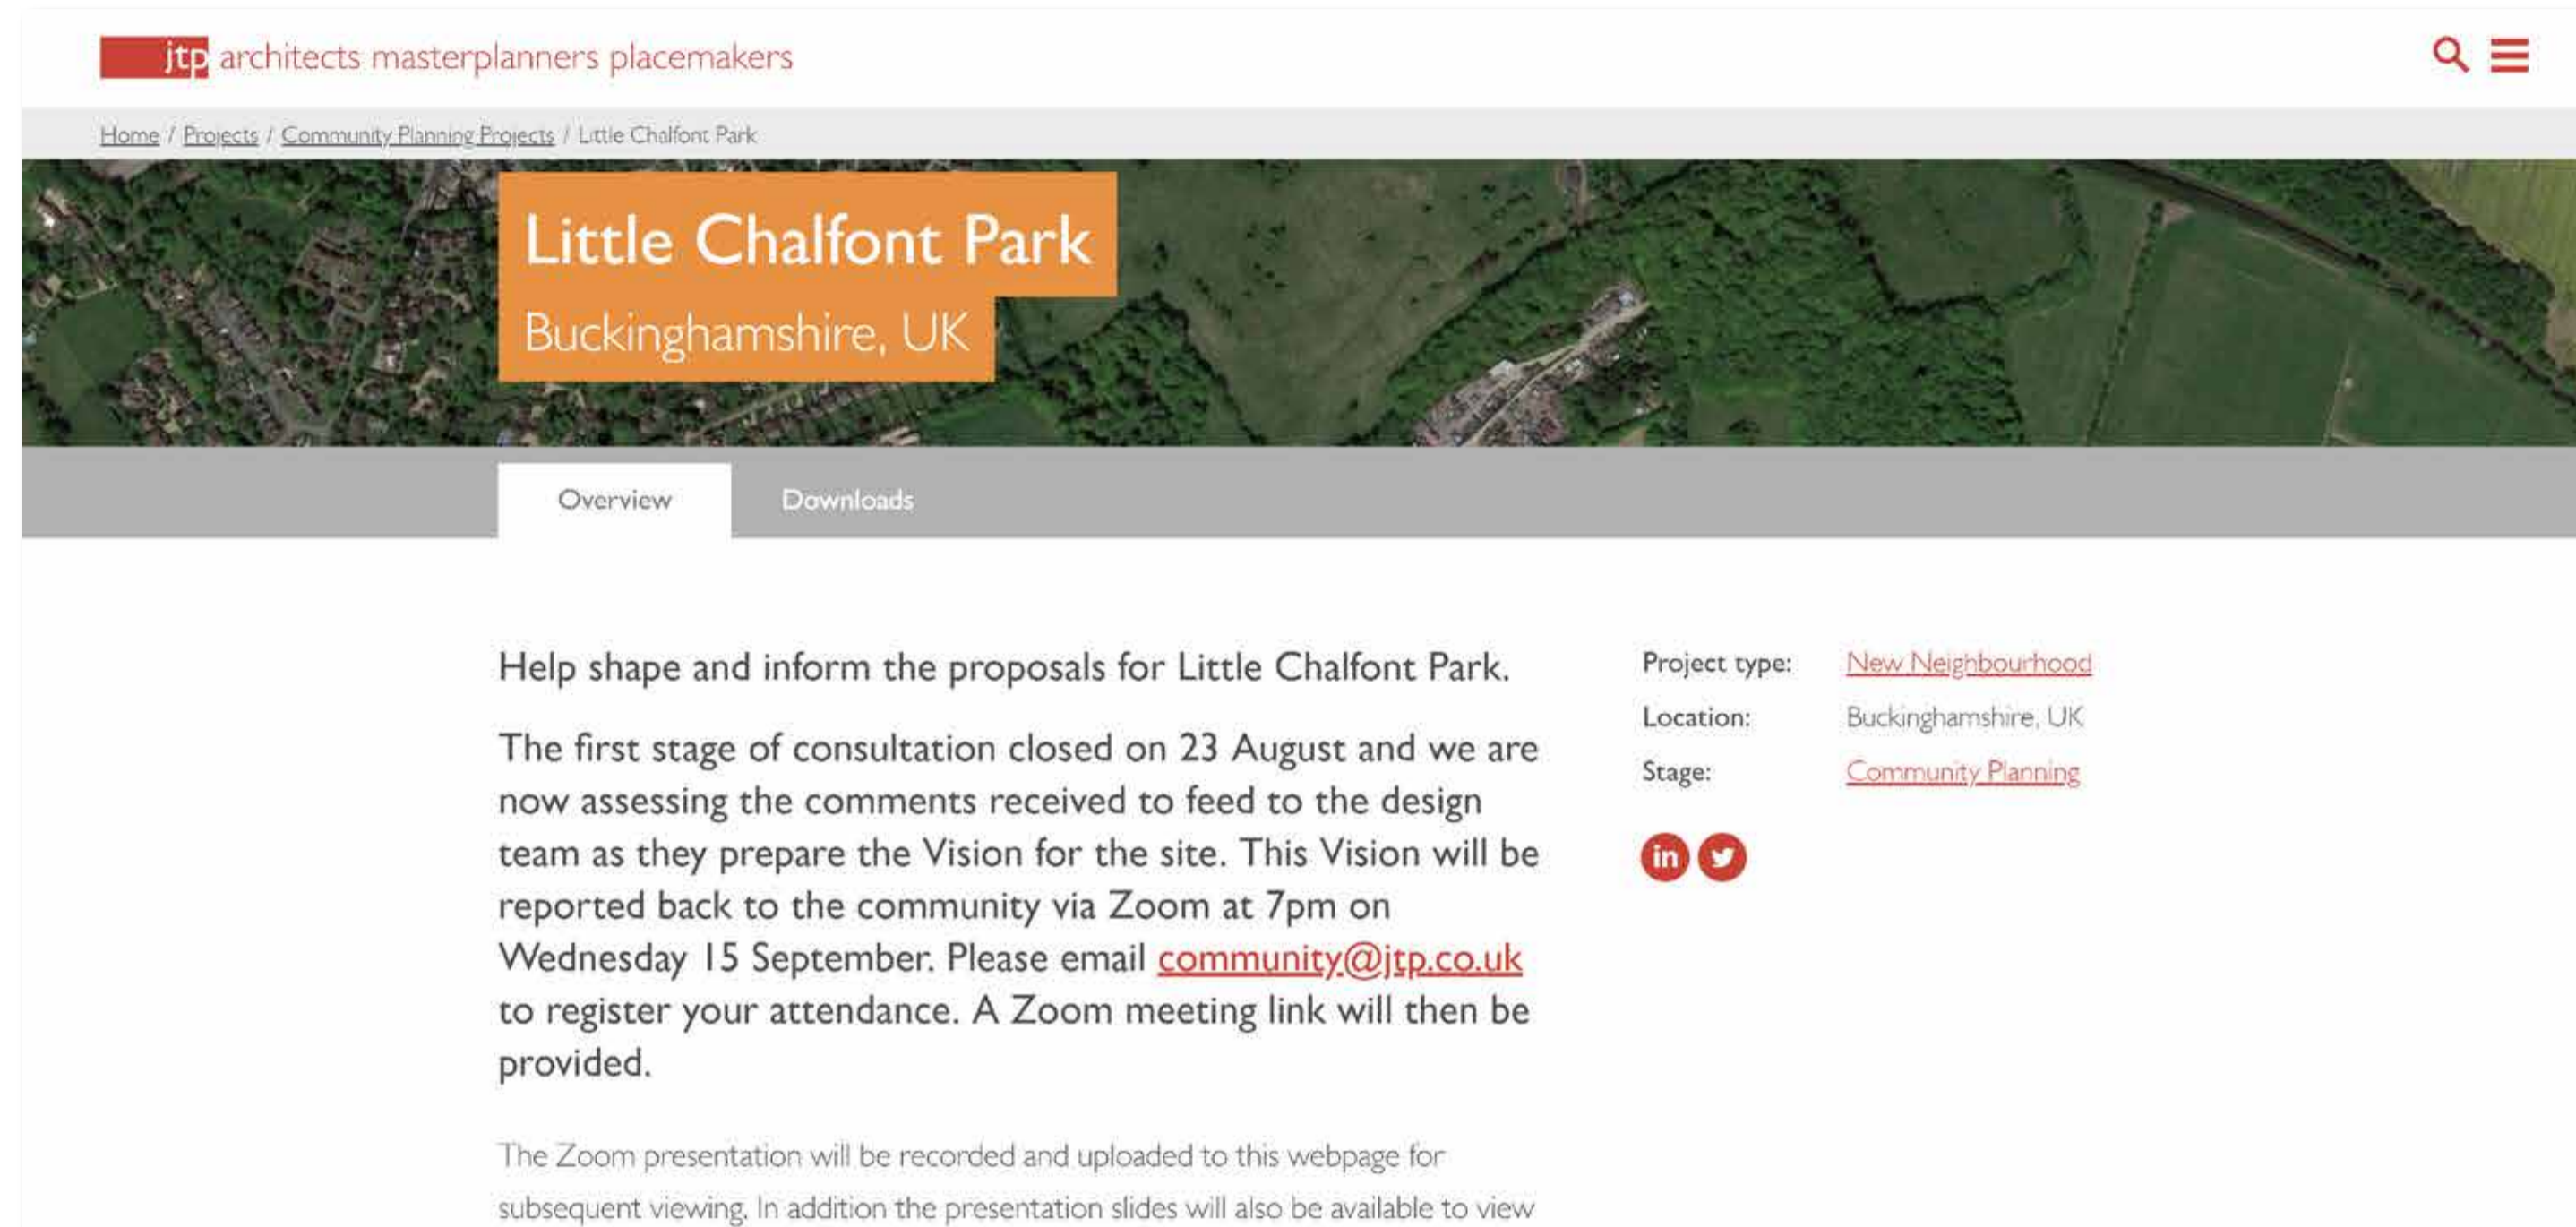 jtp architects masterplanners placemakers
Home / Projects / Community Planning Projects / Little Chalfont Park
Little Chalfont Park
Buckinghamshire, UK
Overview
Downloads
Help shape and inform the proposals for Little Chalfont Park.
The first stage of consultation closed on 23 August and we are
now assessing the comments received to feed to the design
team as they prepare the Vision for the site. This Vision will be
reported back to the community via Zoom at 7pm on
Wednesday 15 September. Please email community@jtp.co.uk
to register your attendance. A Zoom meeting link will then be
provided.
The Zoom presentation will be recorded and uploaded to this webpage for
subsequent viewing. In addition the presentation slides will also be available to view
Project type: New Neighbourhood
Location: Buckinghamshire, UK
Stage: Community Planning
in